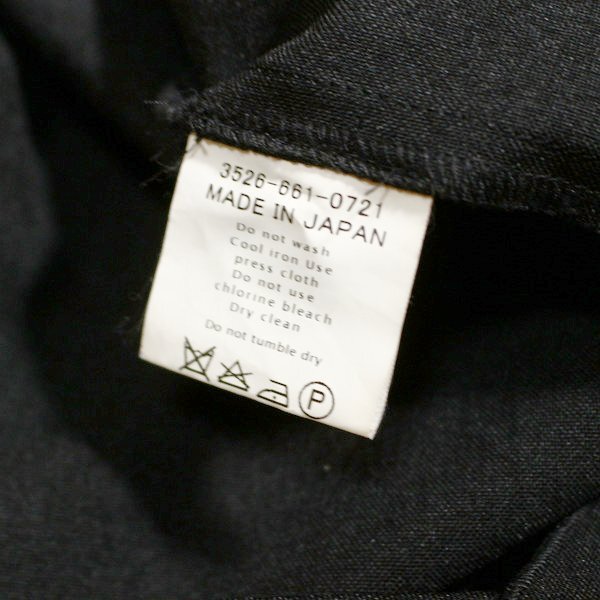 3526-661-0721
MADE IN JAPAN
Do not wash
Cool iron Use
press cloth
Do not use
chlorine bleach
Dry clean
Do not tumble dry
P